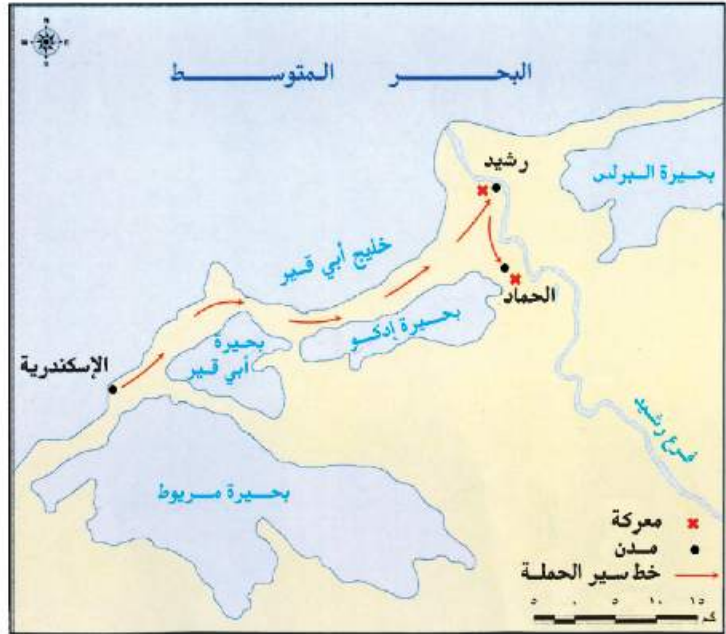 البحر المتوسط
رشيد
بحيرة البرلس
خليج أبي قير
الحماد
بحيرة إدكو
بحيرة
أبي قير
الإسكندرية
فرع رشيد
بحيرة مريوط
معركة
مدن
خط سير الحملة
٥ ٠ ٥ ١٠ ١٥
كم